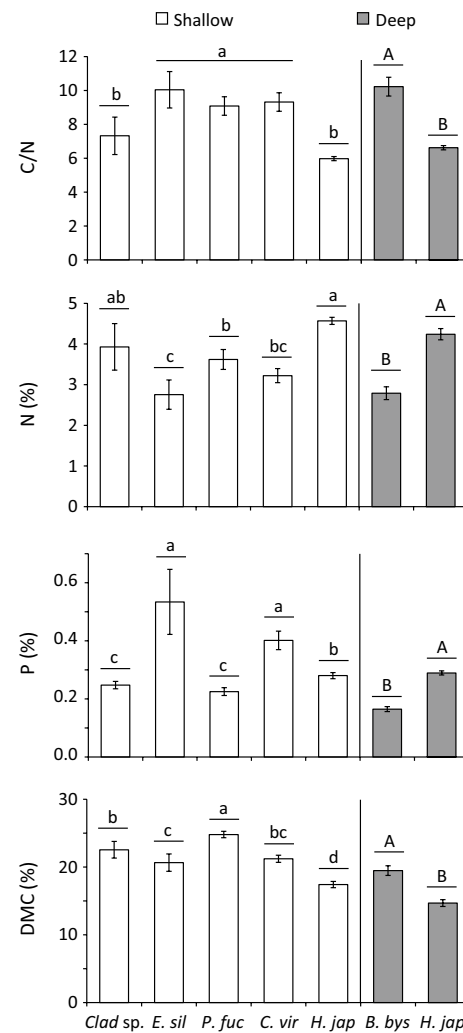 Shallow Deep
12
10
8
6
4
2
0
C/N
b a b A B
5
4
3
2
1
0
N (%)
ab c b bc a B A
0.6
0.4
0.2
0.0
P (%)
c a c a b B A
30
20
15
10
0
DMC (%)
b c a bc d A B
Clad sp. E. sil P. fuc C. vir H. jap B. bys H. jap